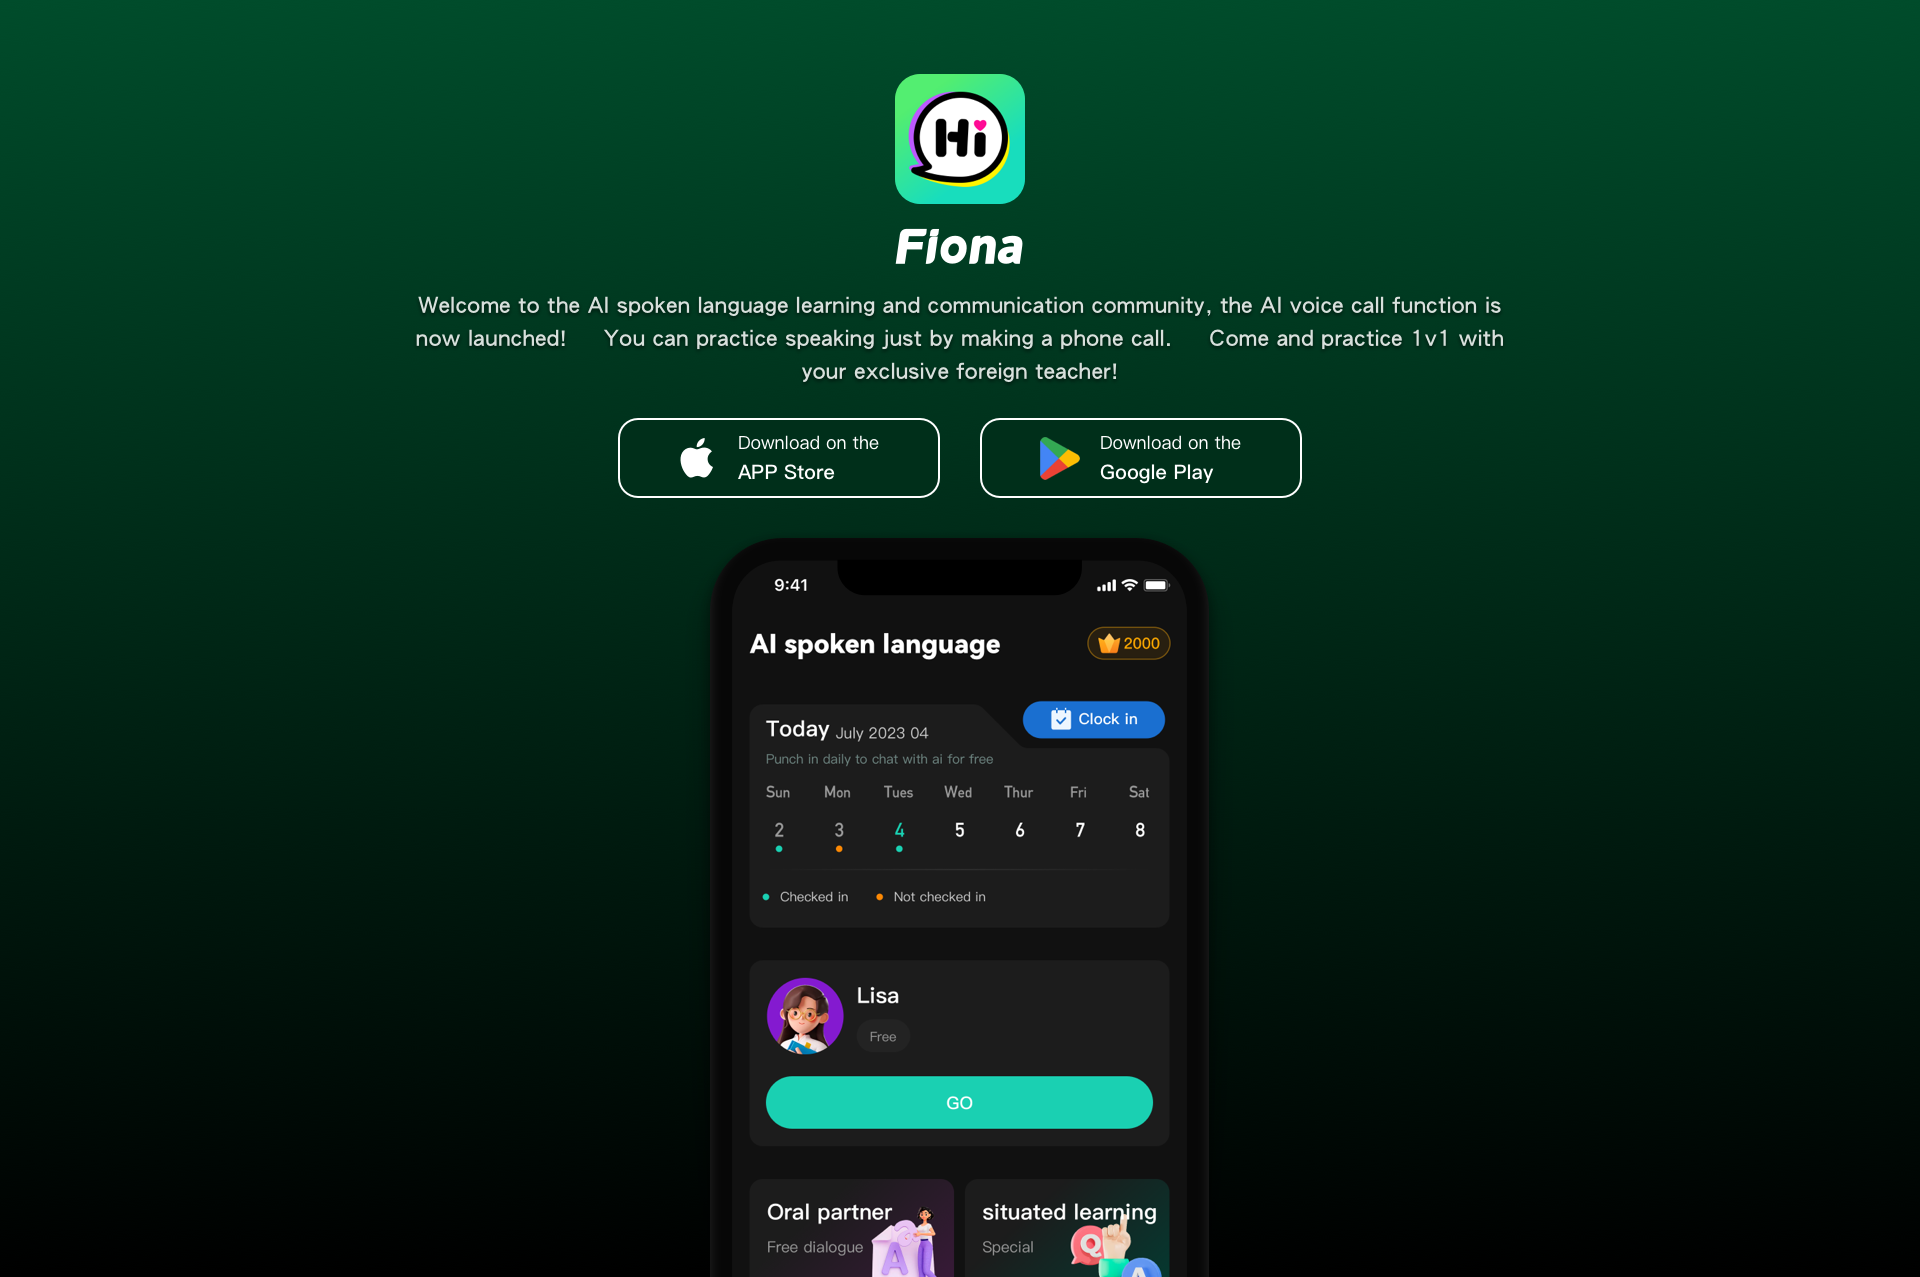 Hi
Fiona
Welcome to the AI spoken language learning and communication community, the AI voice call function is
now launched! You can practice speaking just by making a phone call. Come and practice 1v1 with
your exclusive foreign teacher!
Download on the
APP Store
Download on the
Google Play
9:41
AI spoken language
2000
Today July 2023 04
Clock in
Punch in daily to chat with ai for free
Sun Mon Tues Wed Thur Fri Sat
2 3 4 5 6 7 8
Checked in Not checked in
Lisa
Free
GO
Oral partner
Free dialogue
A
situated learning
Special
Q
A